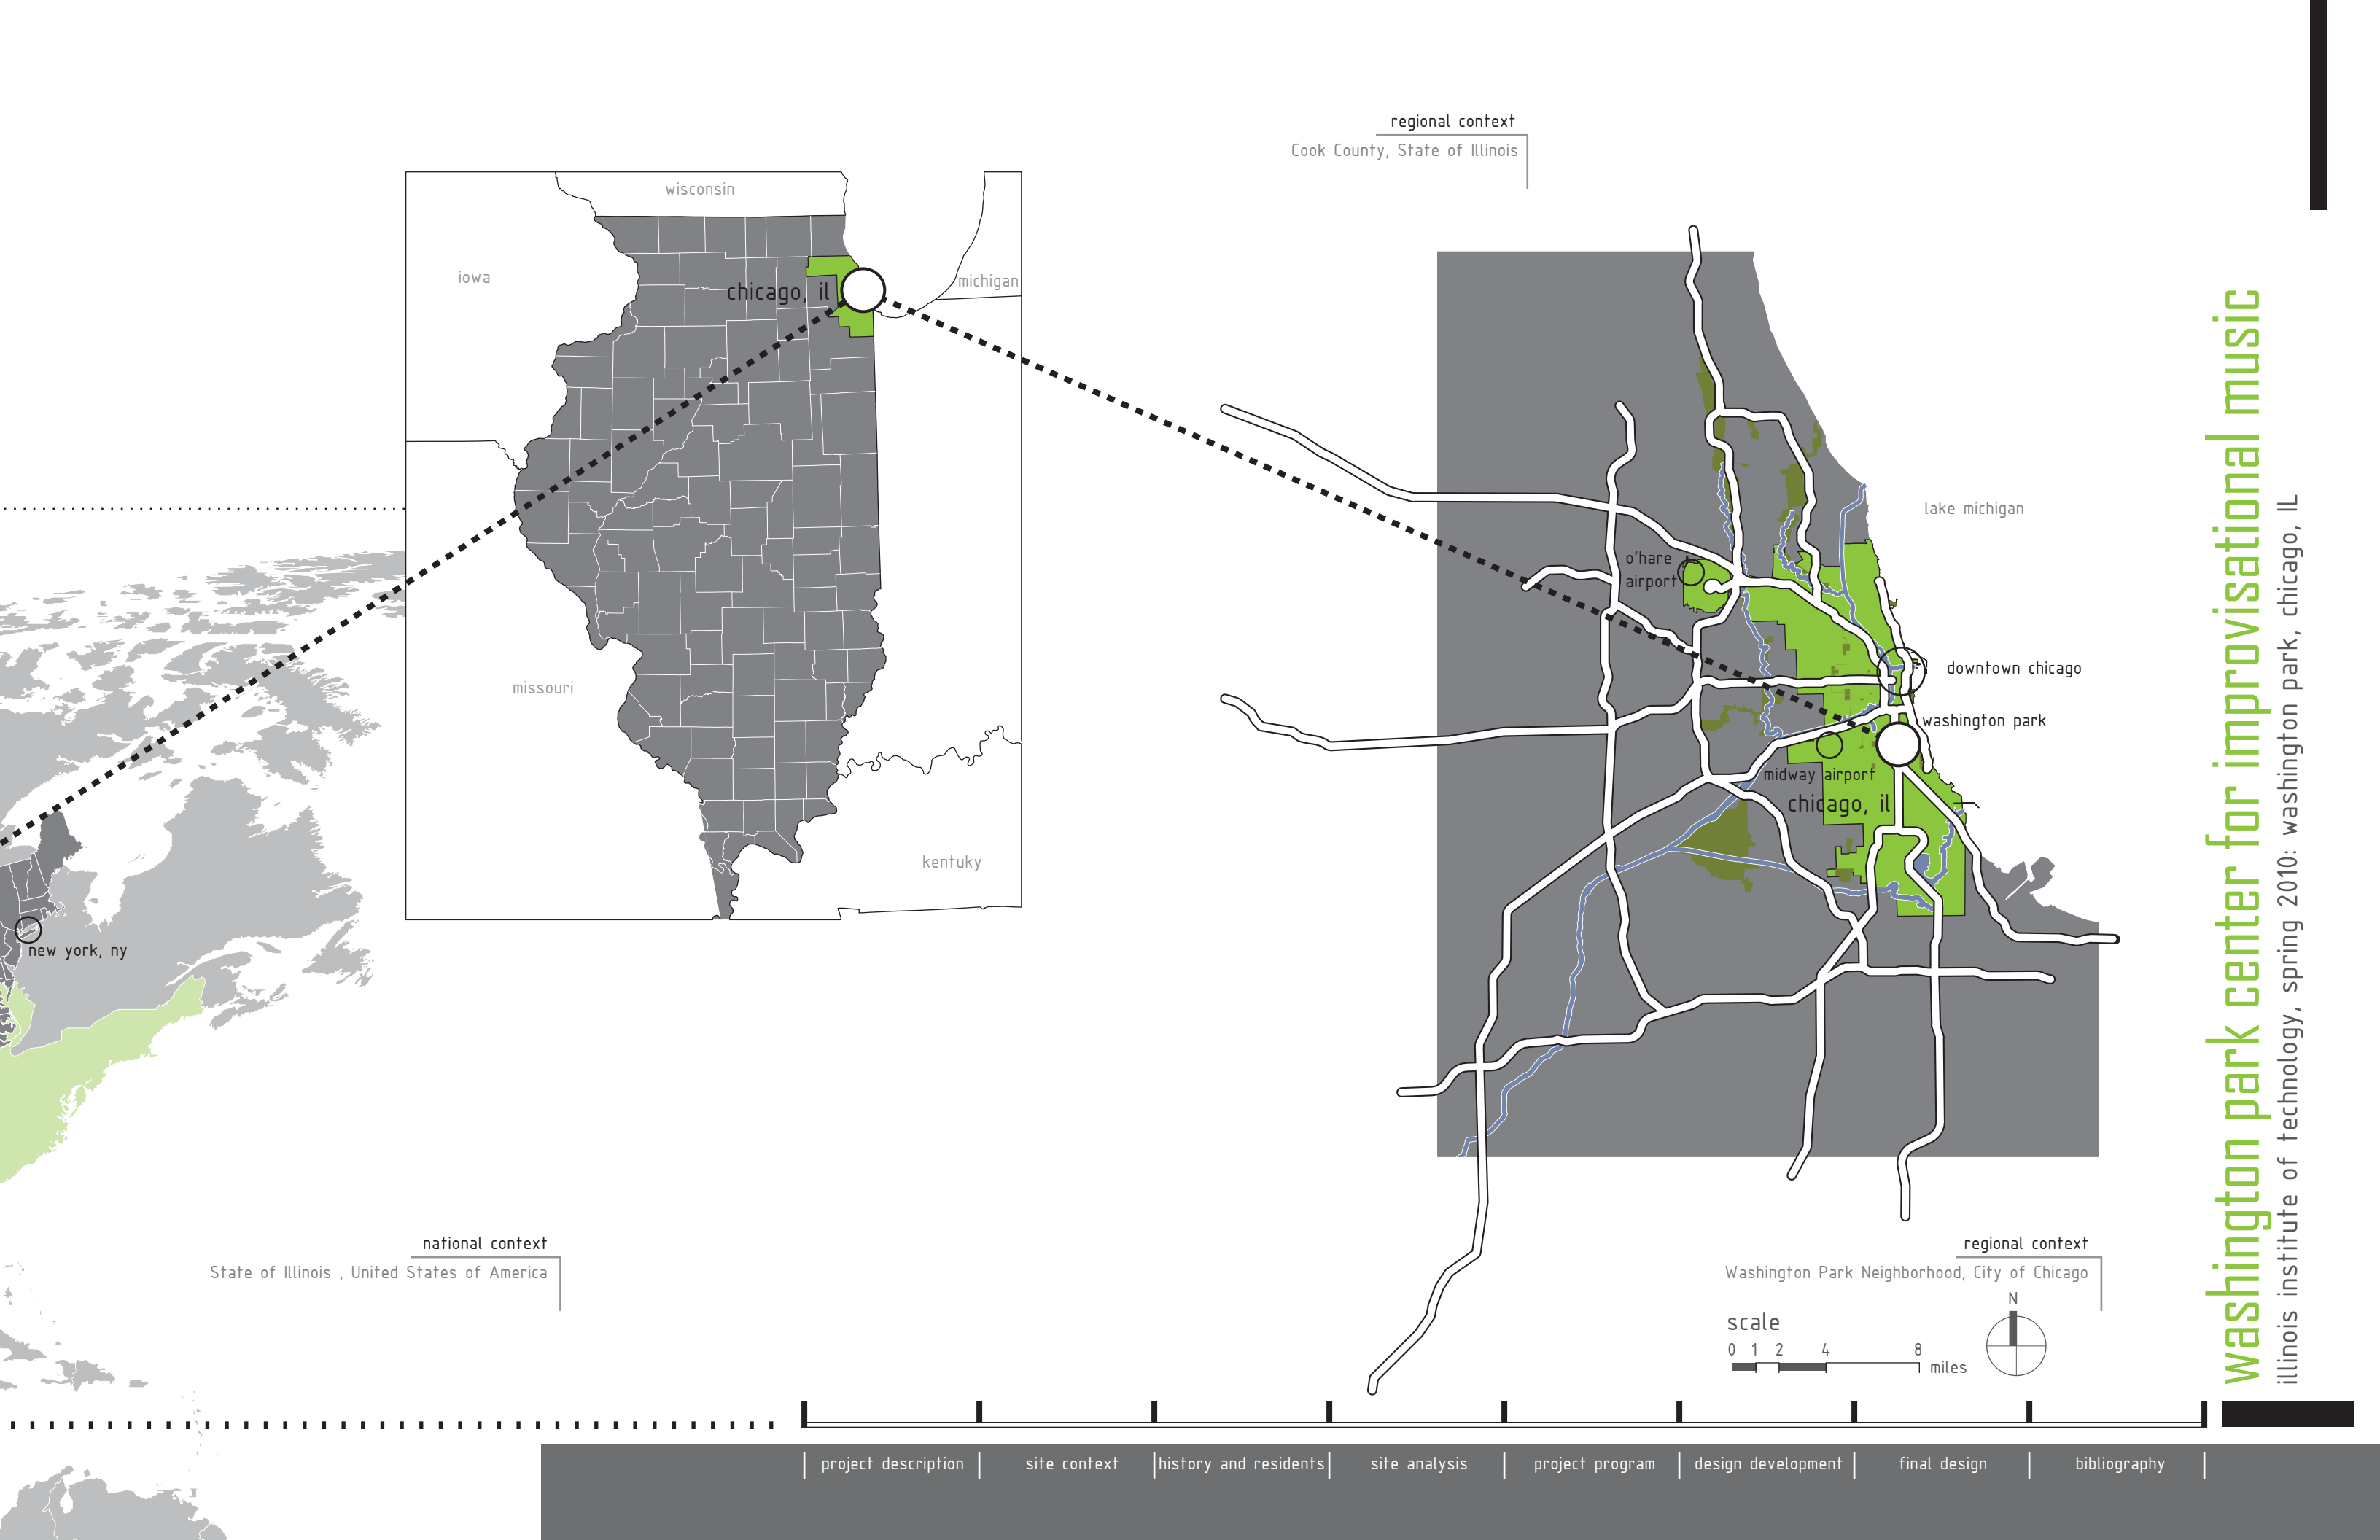 regional context
Cook County, State of Illinois
wisconsin
iowa
michigan
chicago, il
missouri
kentuky
new york, ny
lake michigan
o'hare
airport
downtown chicago
washington park
midway airport
chicago, il
national context
State of Illinois , United States of America
regional context
Washington Park Neighborhood, City of Chicago
N
scale
0 1 2 4 8
miles
washington park center for improvisational music
illinois institute of technology, spring 2010: washington park, chicago, IL
project description
site context
history and residents
site analysis
project program
design development
final design
bibliography